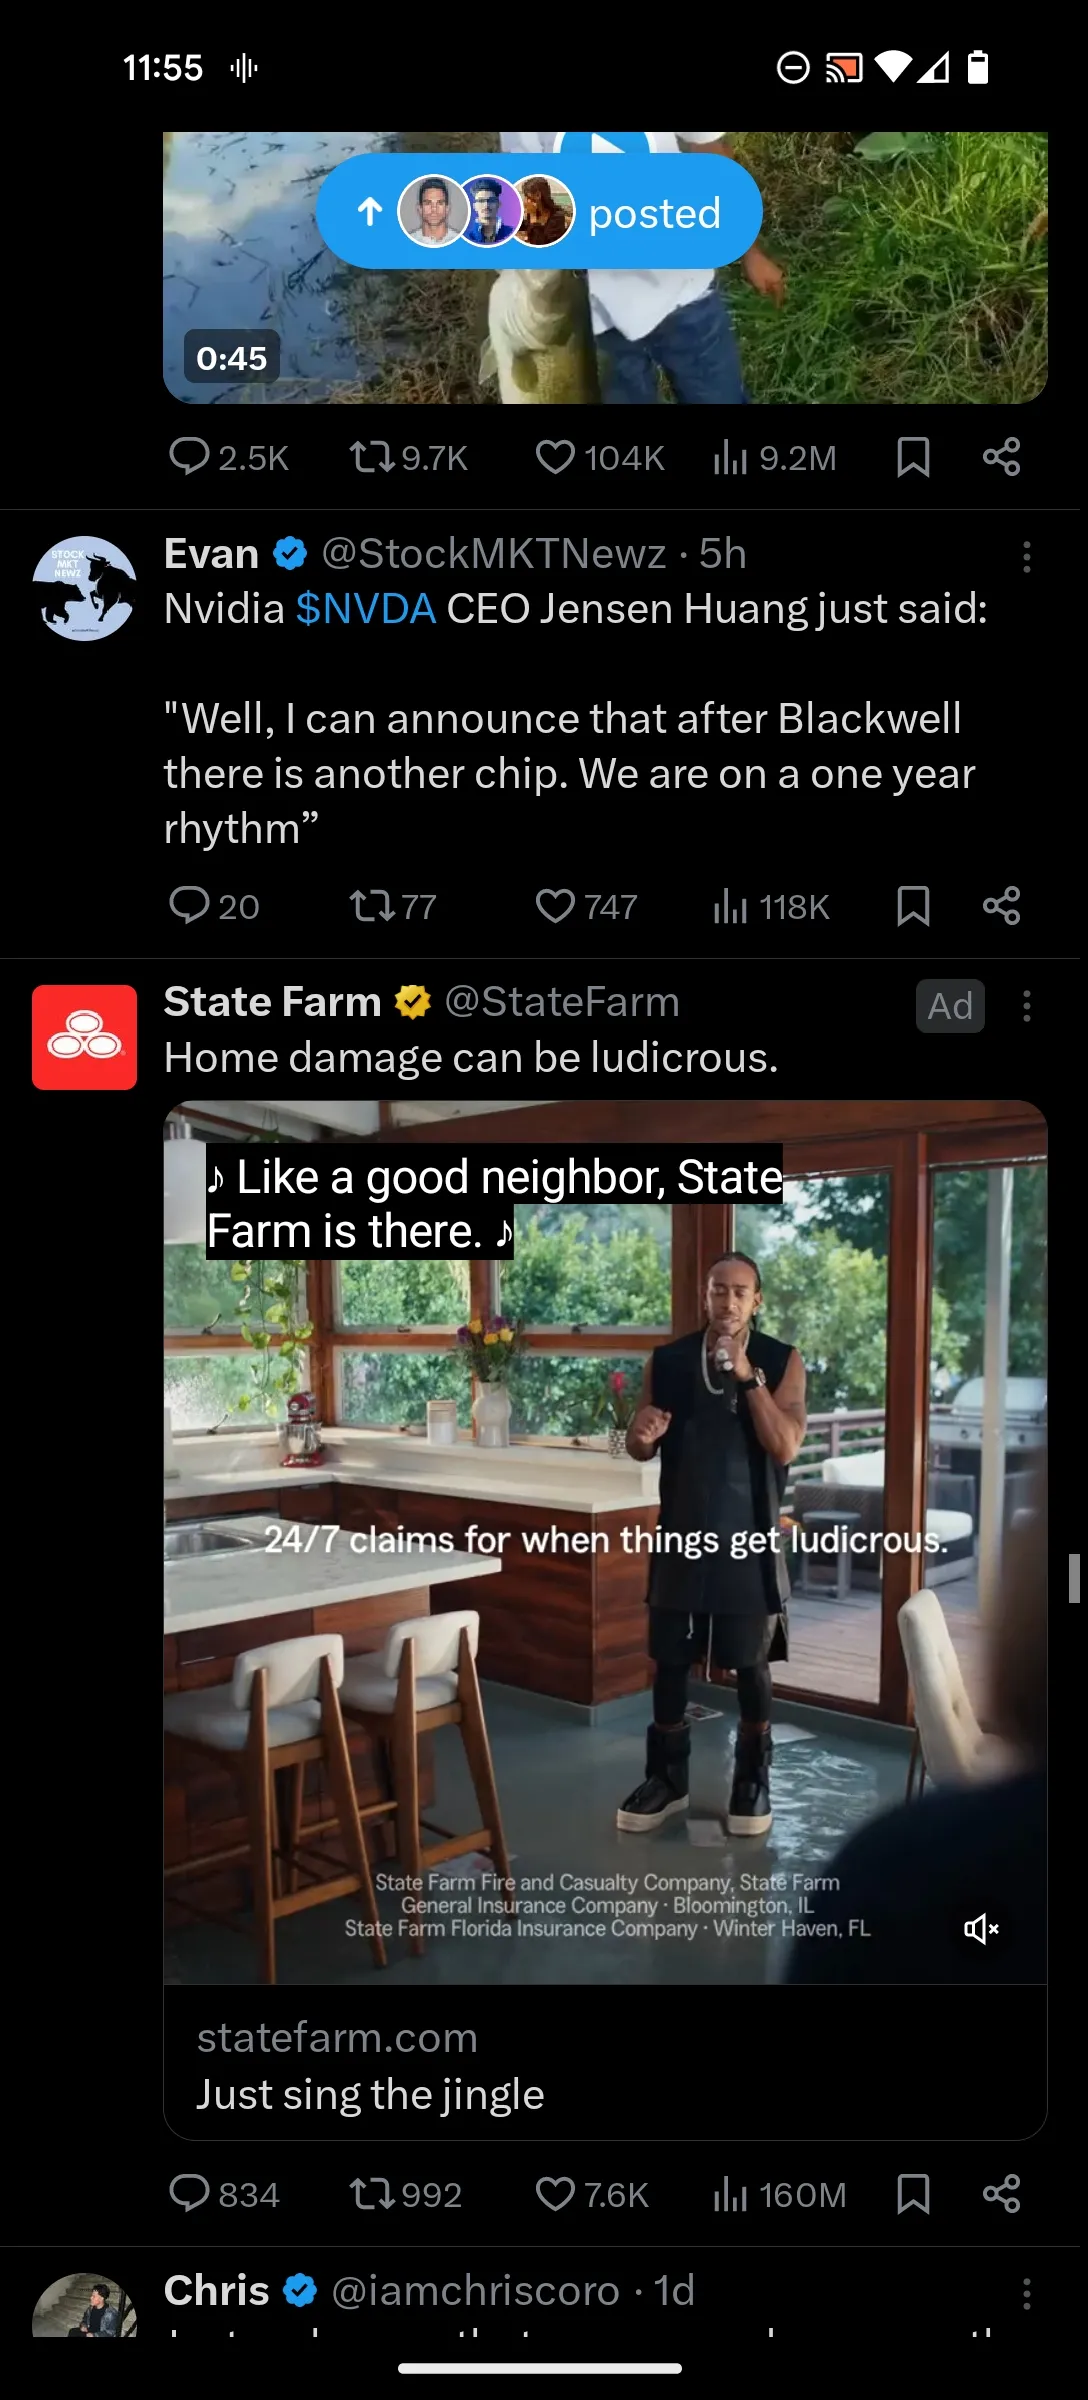 11:55
posted
0:45
2.5K 9.7K 104K 9.2M
STOCK
MKT
NEWZ
Evan @StockMKTNewz · 5h
Nvidia $NVDA CEO Jensen Huang just said:
"Well, I can announce that after Blackwell
there is another chip. We are on a one year
rhythm”
20 77 747 118K
State Farm @StateFarm Ad
Home damage can be ludicrous.
♪ Like a good neighbor, State
Farm is there. ♪
24/7 claims for when things get ludicrous.
State Farm Fire and Casualty Company, State Farm
General Insurance Company · Bloomington, IL
State Farm Florida Insurance Company · Winter Haven, FL
statefarm.com
Just sing the jingle
834 992 7.6K 160M
Chris @iamchriscoro · 1d